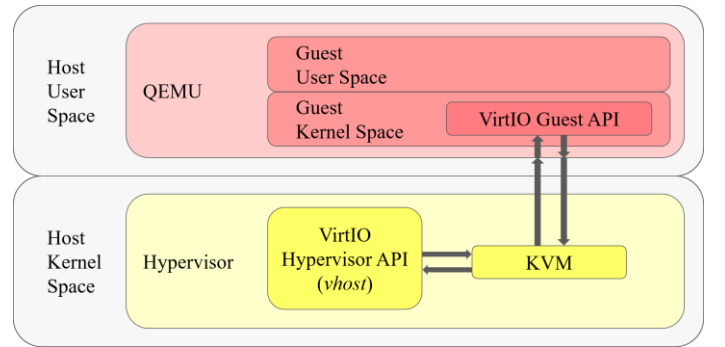 Host
User
Space
QEMU
Guest
User Space
Guest
Kernel Space
VirtIO Guest API
Host
Kernel
Space
Hypervisor
VirtIO
Hypervisor API
(vhost)
KVM